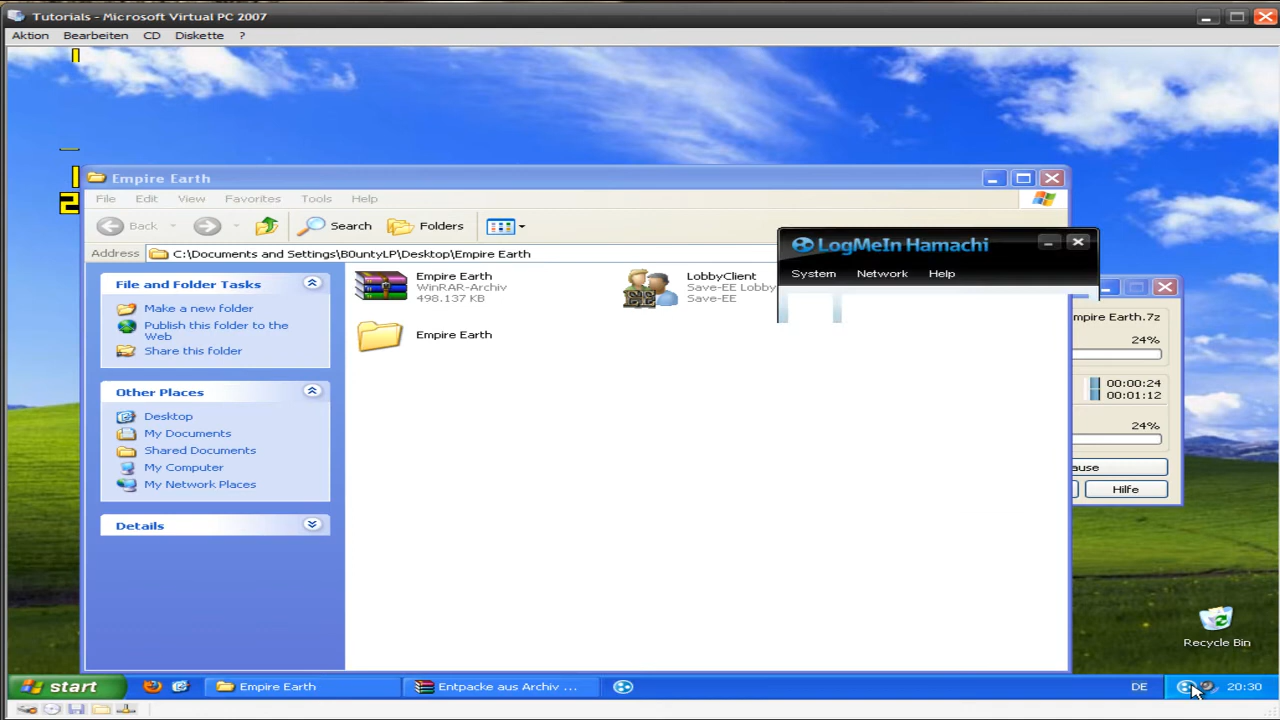 Tutorials - Microsoft Virtual PC 2007
Aktion Bearbeiten CD Diskette ?
2
Empire Earth
File Edit View Favorites Tools Help
Back Search Folders
Address C:\Documents and Settings\B0untyLP\Desktop\Empire Earth
LogMeIn Hamachi
System Network Help
File and Folder Tasks
Make a new folder
Publish this folder to the
Web
Share this folder
Other Places
Desktop
My Documents
Shared Documents
My Computer
My Network Places
Details
Empire Earth
WinRAR-Archiv
498.137 KB
LobbyClient
Save-EE Lobby
Save-EE
EE
Empire Earth
mpire Earth.7z
24%
00:00:24
00:01:12
24%
ause
Hilfe
Recycle Bin
start Empire Earth Entpacke aus Archiv ... DE 20:30